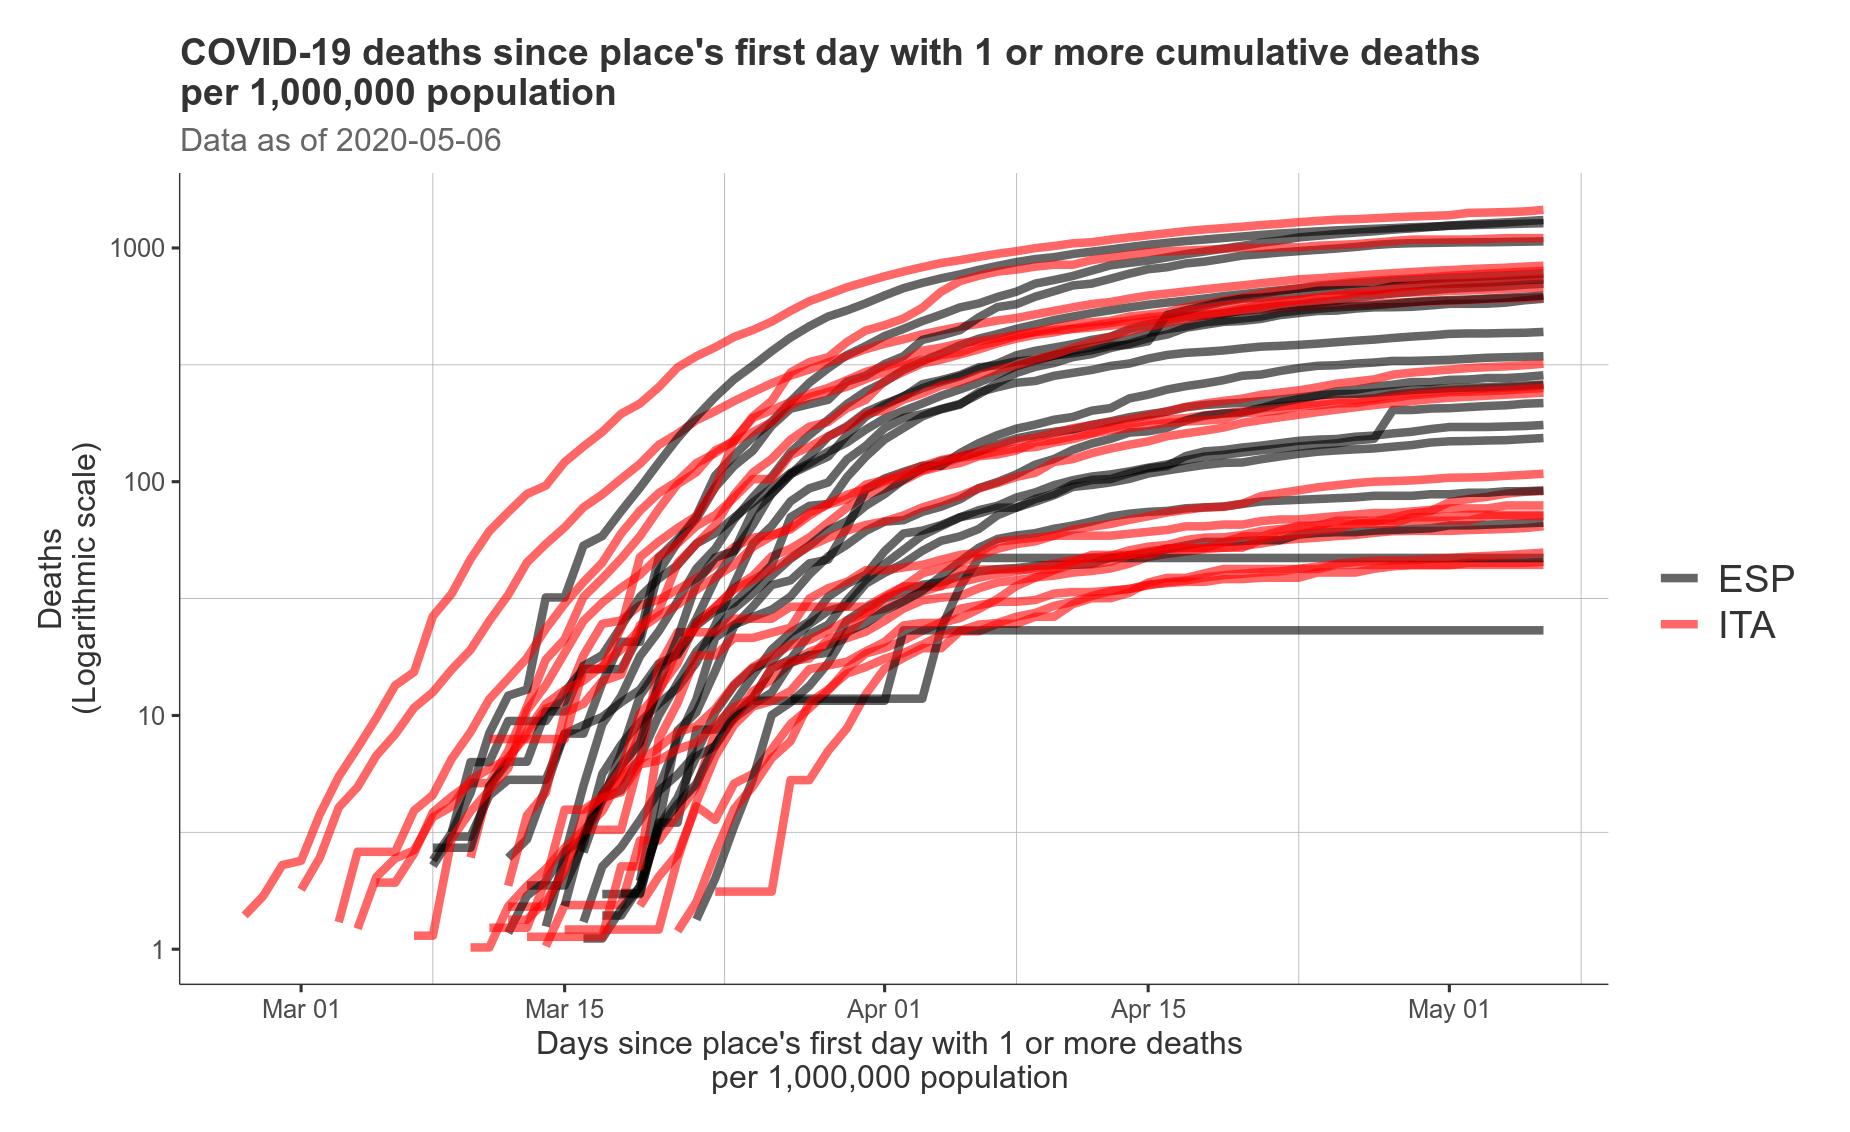 COVID-19 deaths since place's first day with 1 or more cumulative deaths
per 1,000,000 population
Data as of 2020-05-06
Deaths
(Logarithmic scale)
1000
100
10
1
Mar 01
Mar 15
Apr 01
Apr 15
May 01
Days since place's first day with 1 or more deaths
per 1,000,000 population
ESP
ITA